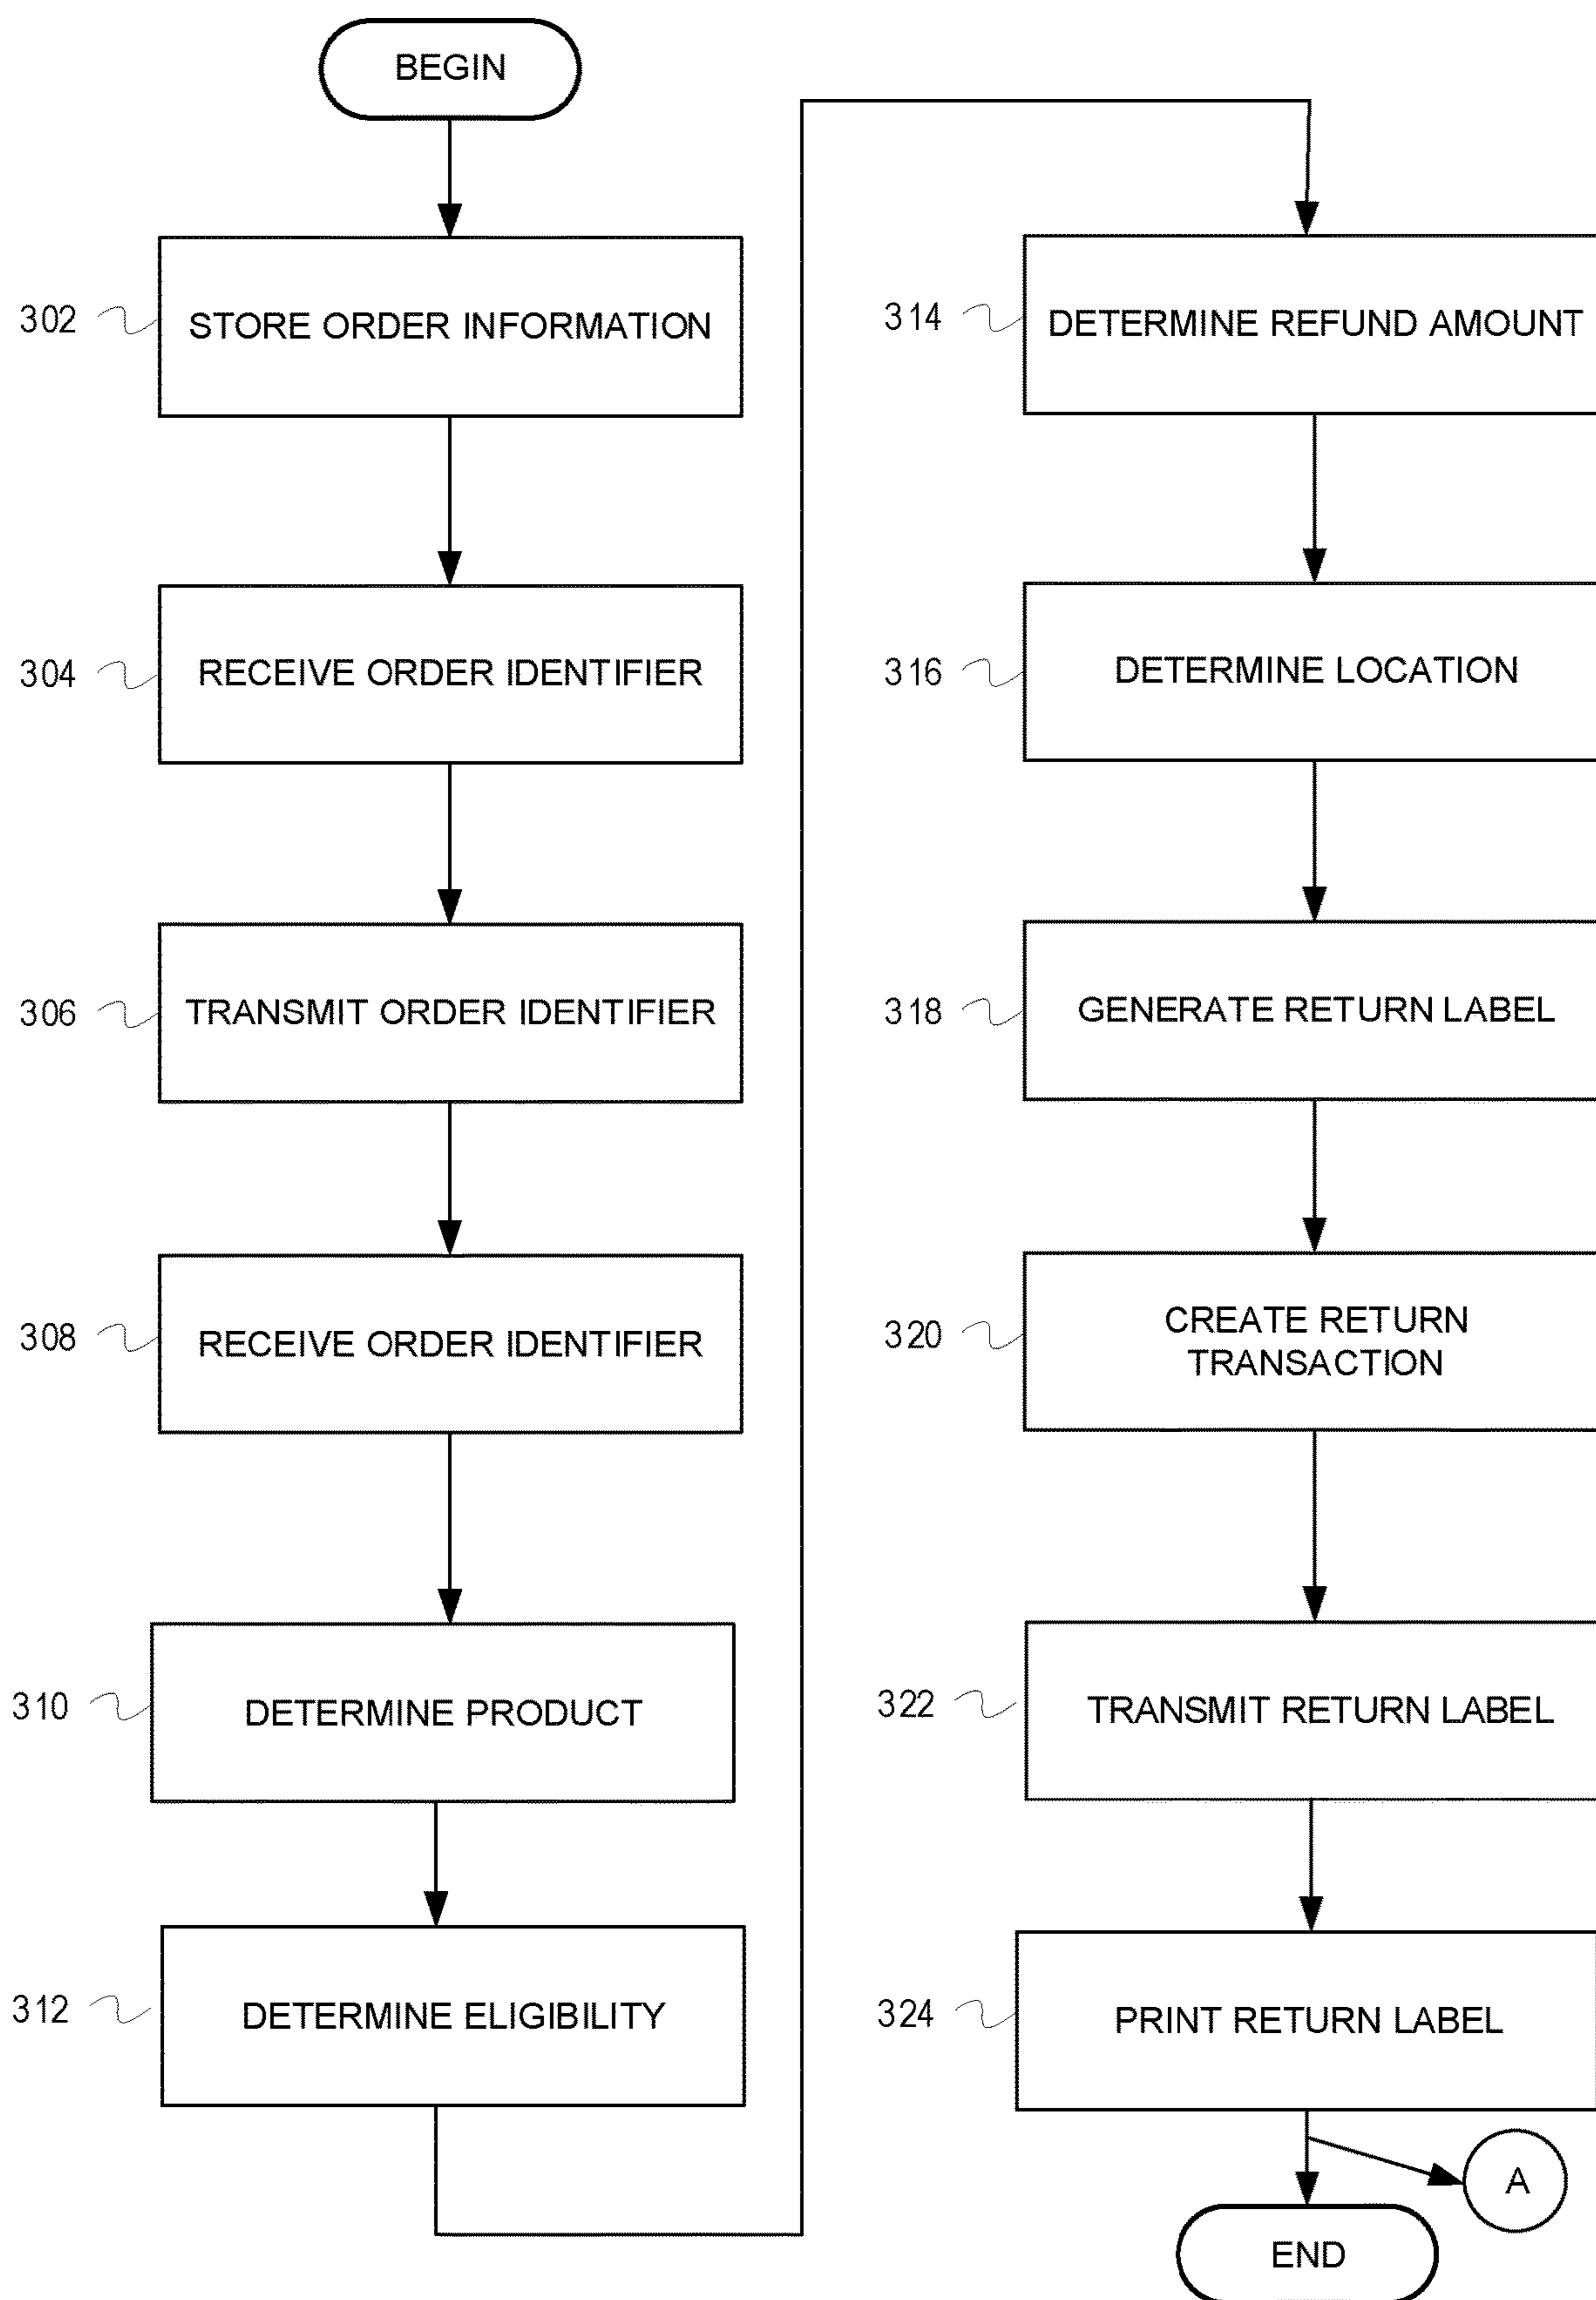 BEGIN
302
STORE ORDER INFORMATION
304
RECEIVE ORDER IDENTIFIER
306
TRANSMIT ORDER IDENTIFIER
308
RECEIVE ORDER IDENTIFIER
310
DETERMINE PRODUCT
312
DETERMINE ELIGIBILITY
314
DETERMINE REFUND AMOUNT
316
DETERMINE LOCATION
318
GENERATE RETURN LABEL
320
CREATE RETURN
TRANSACTION
322
TRANSMIT RETURN LABEL
324
PRINT RETURN LABEL
A
END